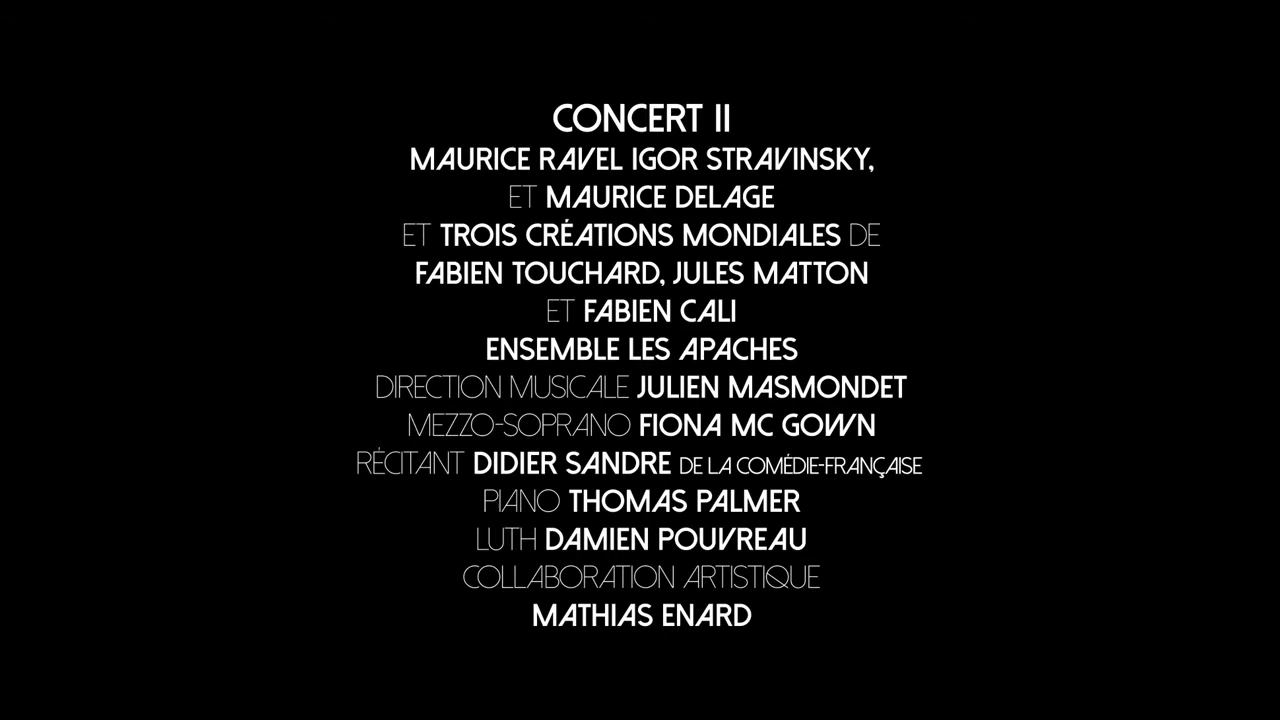 CONCERT II
MAURICE RAVEL IGOR STRAVINSKY,
ET MAURICE DELAGE
ET TROIS CRÉATIONS MONDIALES DE
FABIEN TOUCHARD, JULES MATTON
ET FABIEN CALI
ENSEMBLE LES APACHES
DIRECTION MUSICALE JULIEN MASMONDET
MEZZO-SOPRANO FIONA MC GOWN
RÉCITANT DIDIER SANDRE DE LA COMÉDIE-FRANÇAISE
PIANO THOMAS PALMER
LUTH DAMIEN POUVREAU
COLLABORATION ARTISTIQUE
MATHIAS ENARD